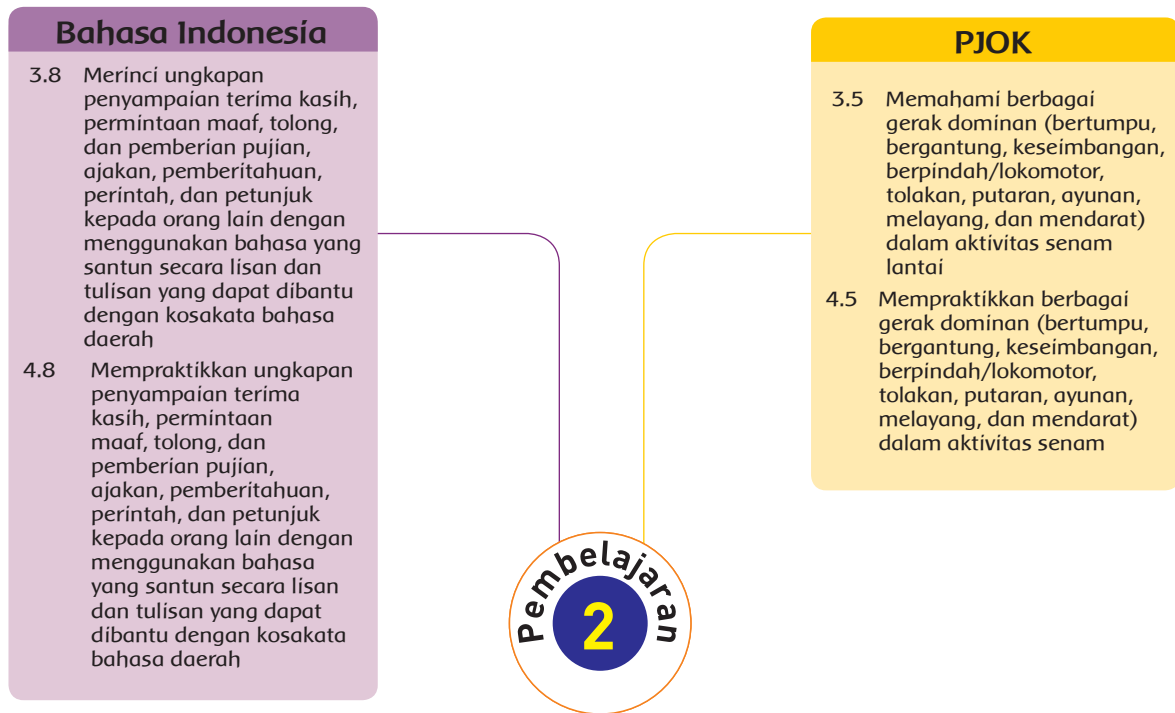 Bahasa Indonesia
3.8 Merinci ungkapan
penyampaian terima kasih,
permintaan maaf, tolong,
dan pemberian pujian,
ajakan, pemberitahuan,
perintah, dan petunjuk
kepada orang lain dengan
menggunakan bahasa yang
santun secara lisan dan
tulisan yang dapat dibantu
dengan kosakata bahasa
daerah
4.8 Mempraktikkan ungkapan
penyampaian terima
kasih, permintaan
maaf, tolong, dan
pemberian pujian,
ajakan, pemberitahuan,
perintah, dan petunjuk
kepada orang lain dengan
menggunakan bahasa
yang santun secara lisan
dan tulisan yang dapat
dibantu dengan kosakata
bahasa daerah
PJOK
3.5 Memahami berbagai
gerak dominan (bertumpu,
bergantung, keseimbangan,
berpindah/lokomotor,
tolakan, putaran, ayunan,
melayang, dan mendarat)
dalam aktivitas senam
lantai
4.5 Mempraktikkan berbagai
gerak dominan (bertumpu,
bergantung, keseimbangan,
berpindah/lokomotor,
tolakan, putaran, ayunan,
melayang, dan mendarat)
dalam aktivitas senam
Pembelajaran
2